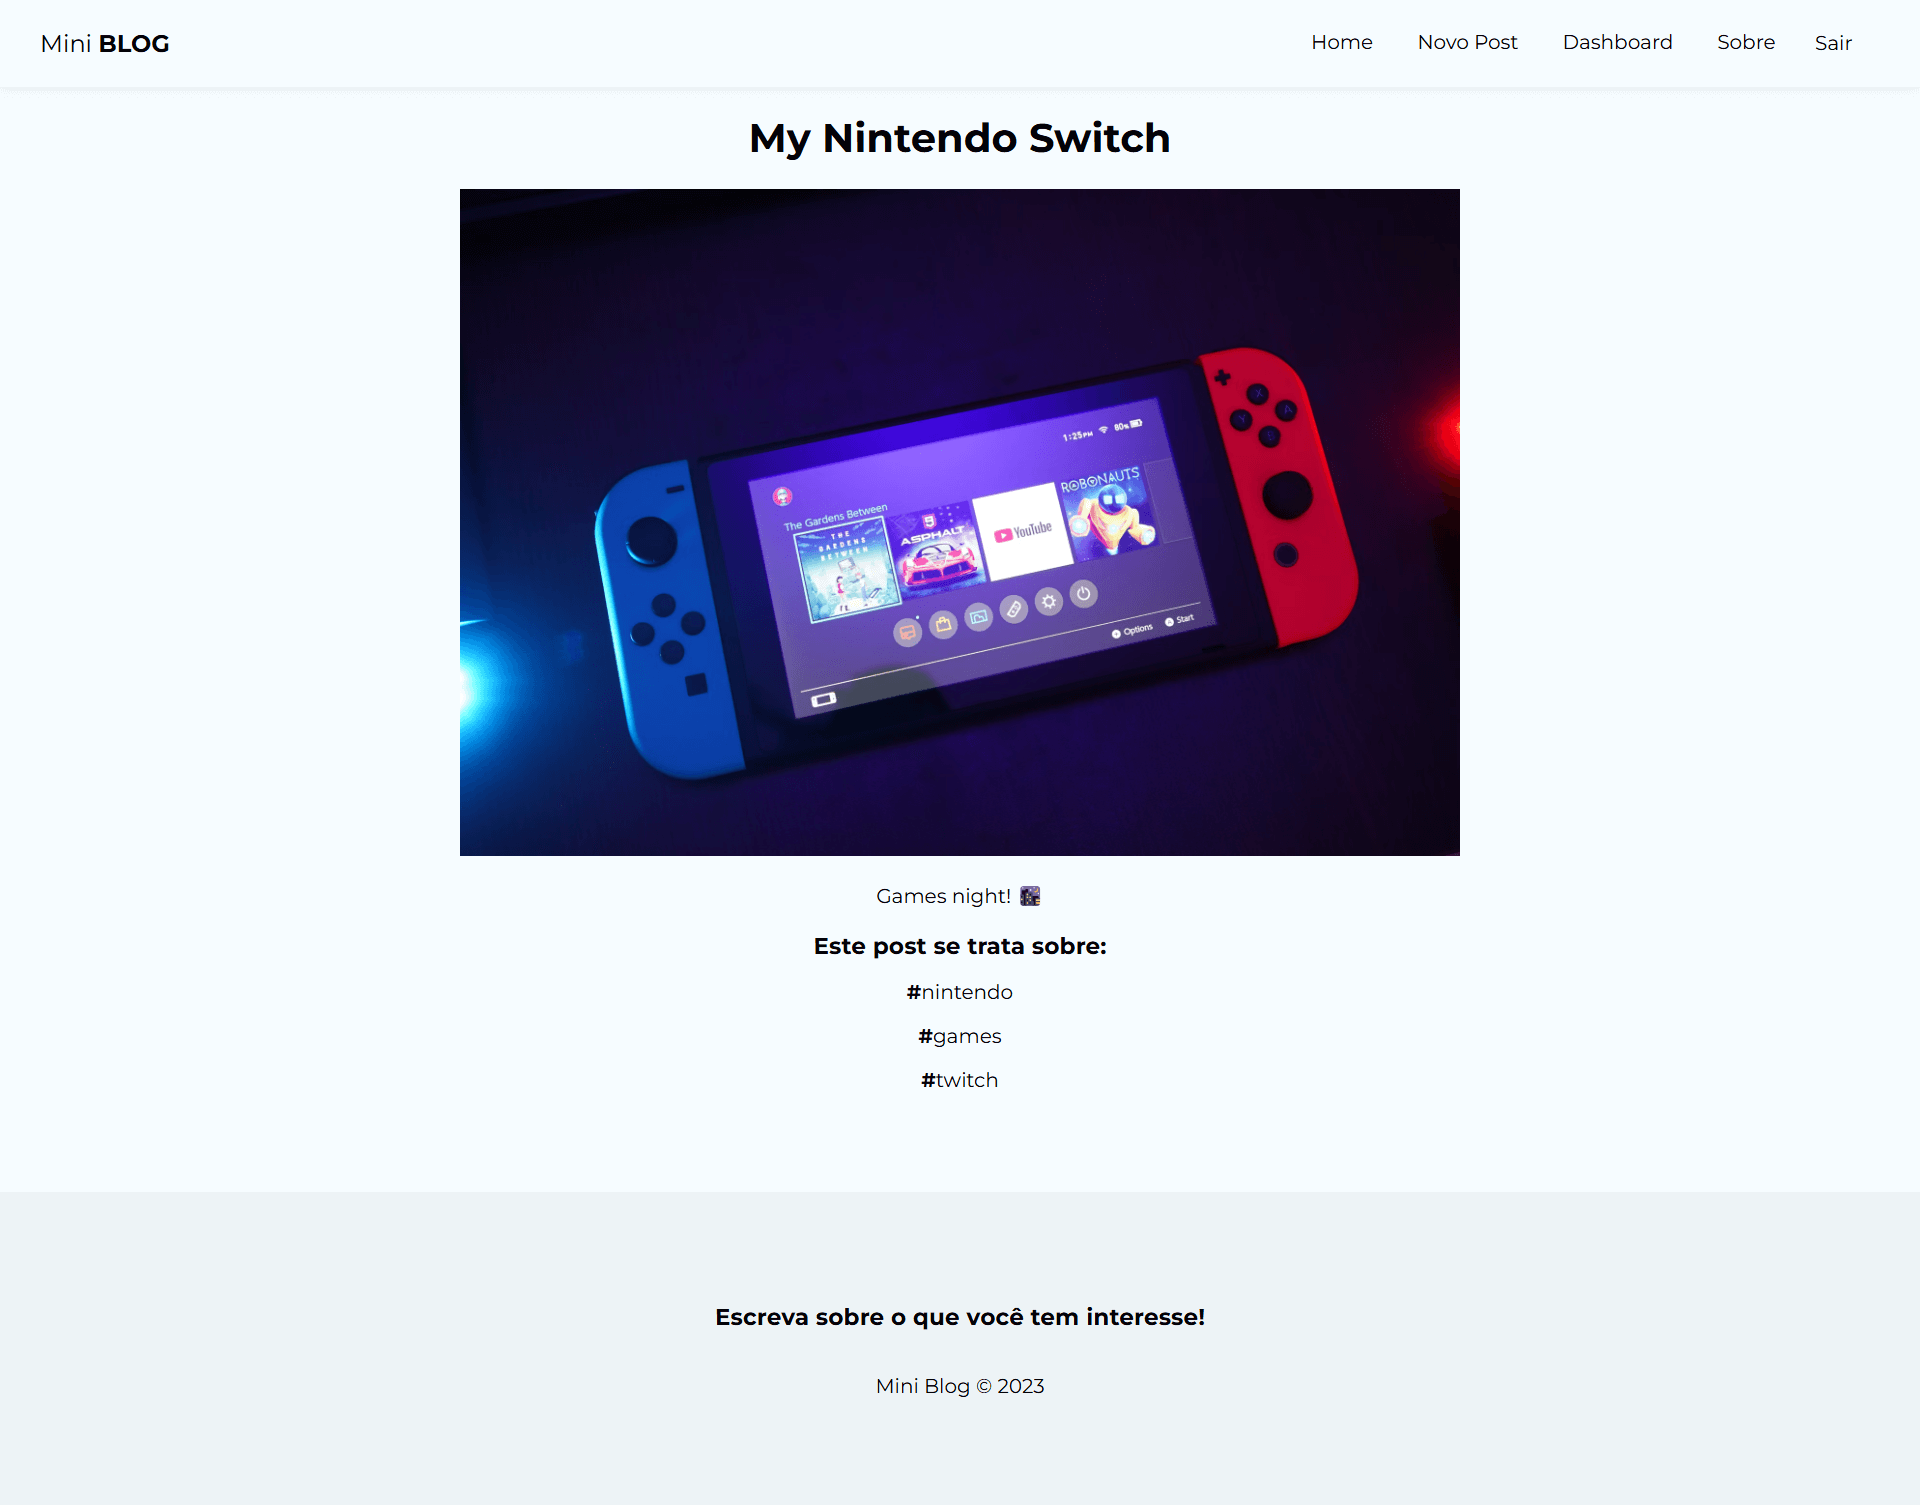 Mini BLOG
Home Novo Post Dashboard Sobre Sair
My Nintendo Switch
1:25PM 80%
The Gardens Between
THE
GARDENS
BETWEEN
9
ASPHALT
YouTube
ROBONAUTS
Options Start
X
A
Y
Games night! 🌃
Este post se trata sobre:
#nintendo
#games
#twitch
Escreva sobre o que você tem interesse!
Mini Blog © 2023